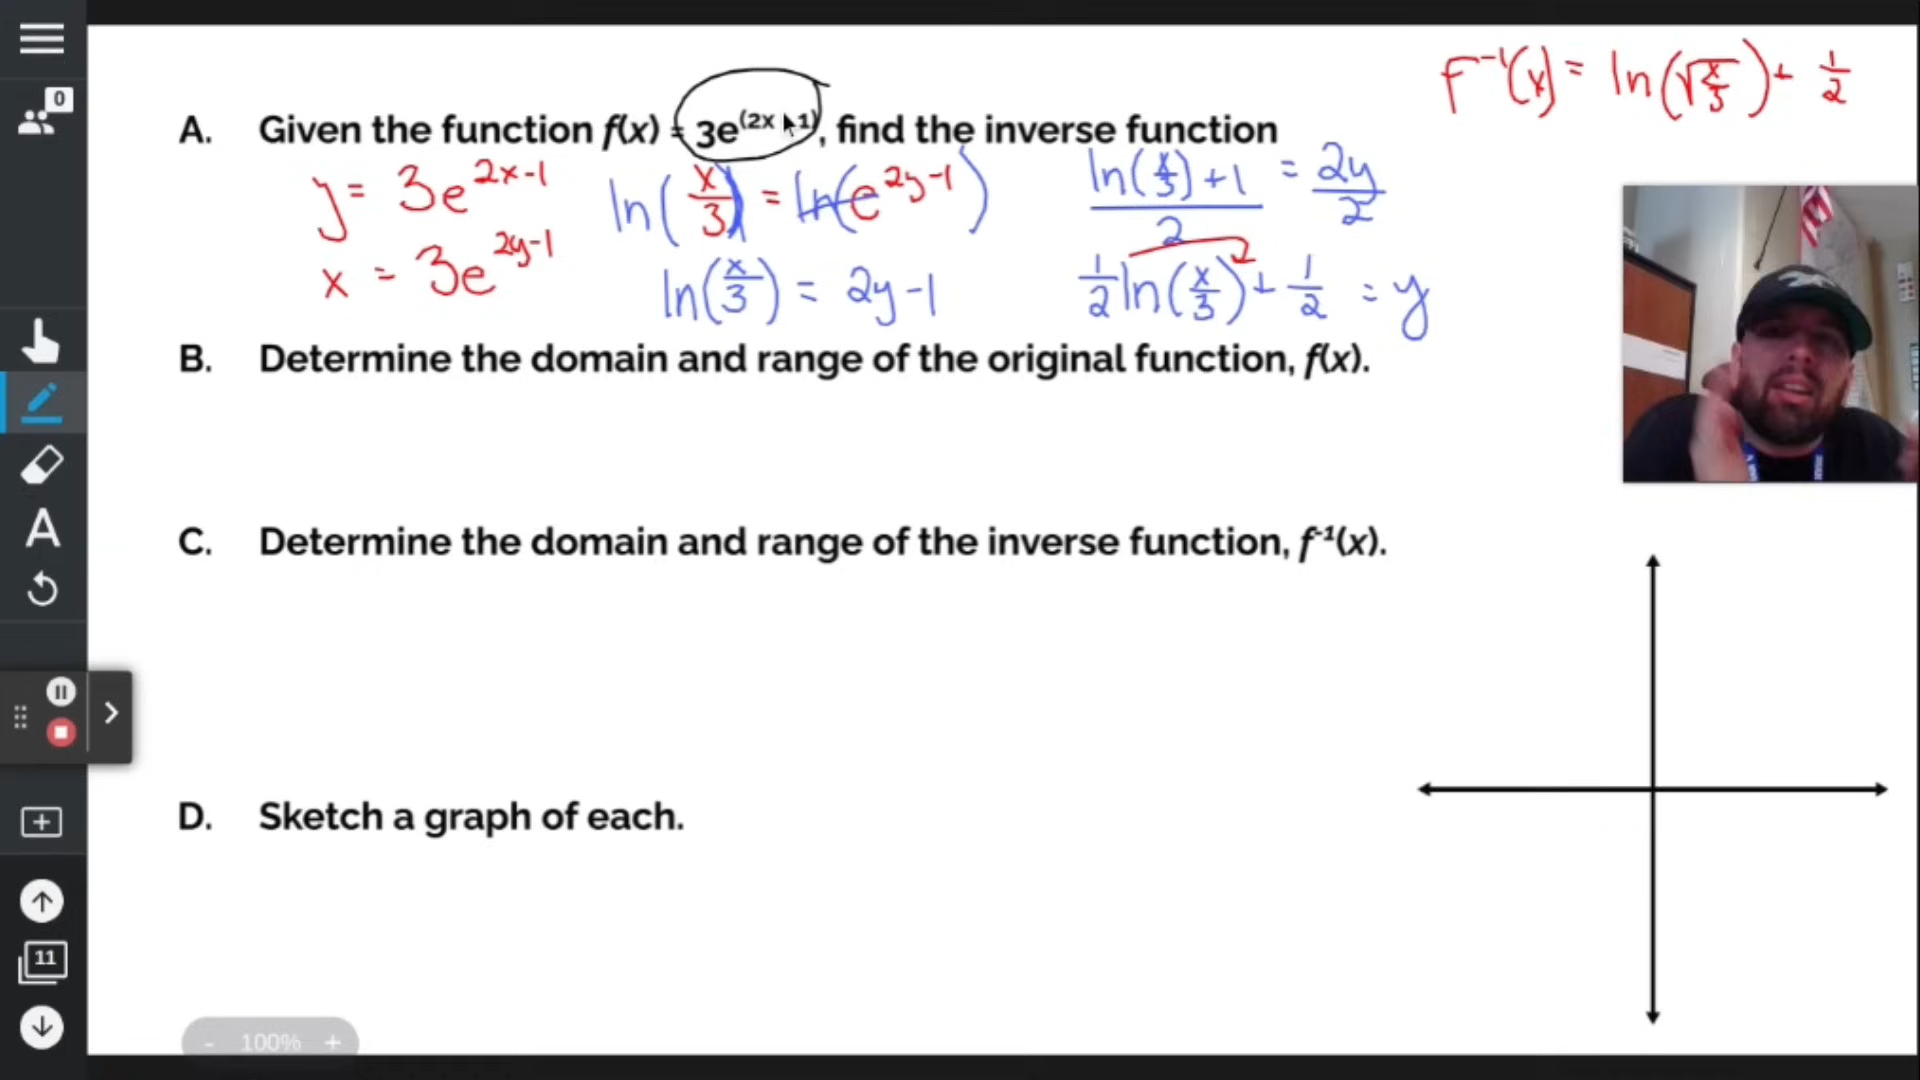 0
F⁻¹(x) = ln(√(x/3)) + 1/2
A. Given the function f(x) = 3e^(2x - 1), find the inverse function
y = 3e^(2x-1)
x = 3e^(2y-1)
ln(x/3) = ln(e^(2y-1))
ln(x/3) = 2y-1
(ln(x/3)+1)/2 = 2y/2
1/2 ln(x/3) + 1/2 = y
B. Determine the domain and range of the original function, f(x).
C. Determine the domain and range of the inverse function, f⁻¹(x).
D. Sketch a graph of each.
A
11
- 100% +